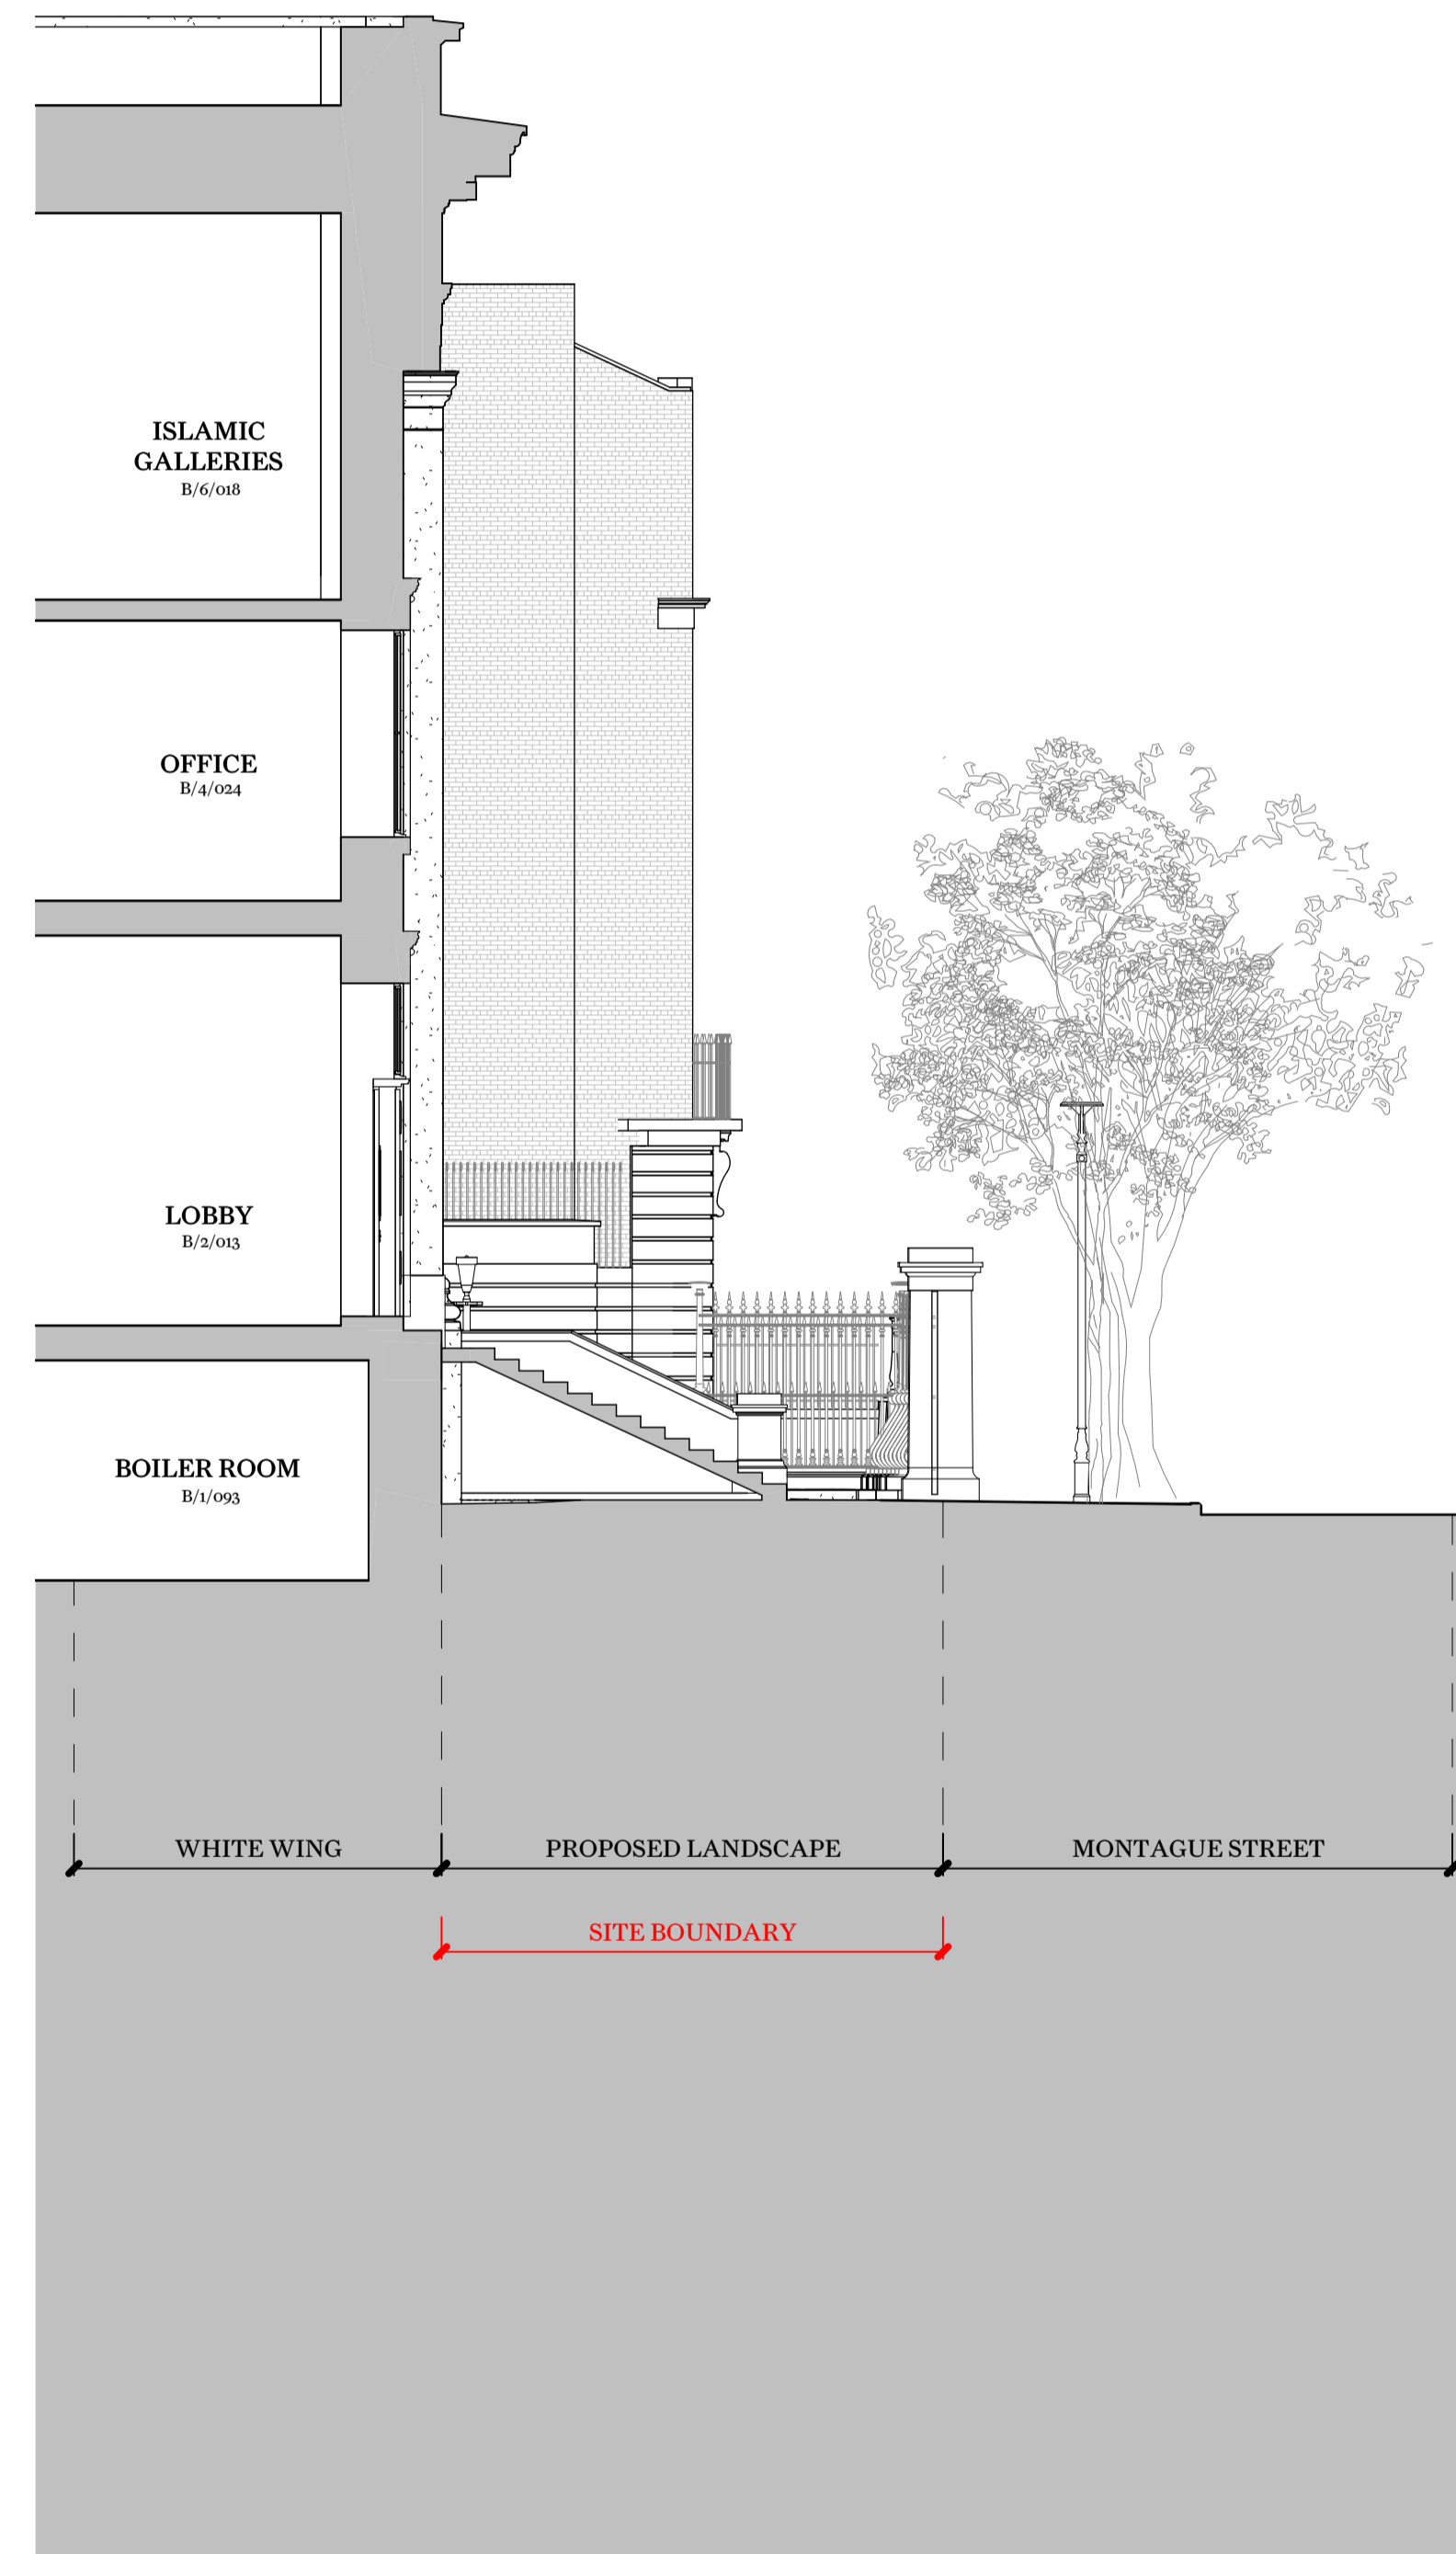 ISLAMIC
GALLERIES
B/6/018
OFFICE
B/4/024
LOBBY
B/2/013
BOILER ROOM
B/1/093
WHITE WING
PROPOSED LANDSCAPE
MONTAGUE STREET
SITE BOUNDARY